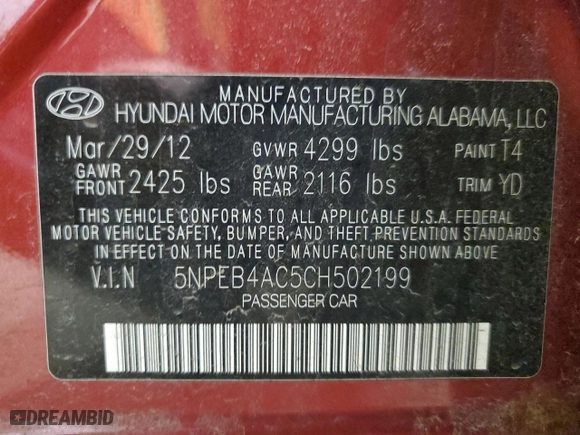 MANUFACTURED BY
HYUNDAI MOTOR MANUFACTURING ALABAMA, LLC
Mar/29/12 GVWR 4299 lbs PAINT T4
GAWR FRONT 2425 lbs GAWR REAR 2116 lbs TRIM YD
THIS VEHICLE CONFORMS TO ALL APPLICABLE U.S.A. FEDERAL
MOTOR VEHICLE SAFETY, BUMPER, AND THEFT PREVENTION STANDARDS
IN EFFECT ON THE DATE OF MANUFACTURE SHOWN ABOVE
V.I.N 5NPEB4AC5CH502199
PASSENGER CAR
DREAMBID